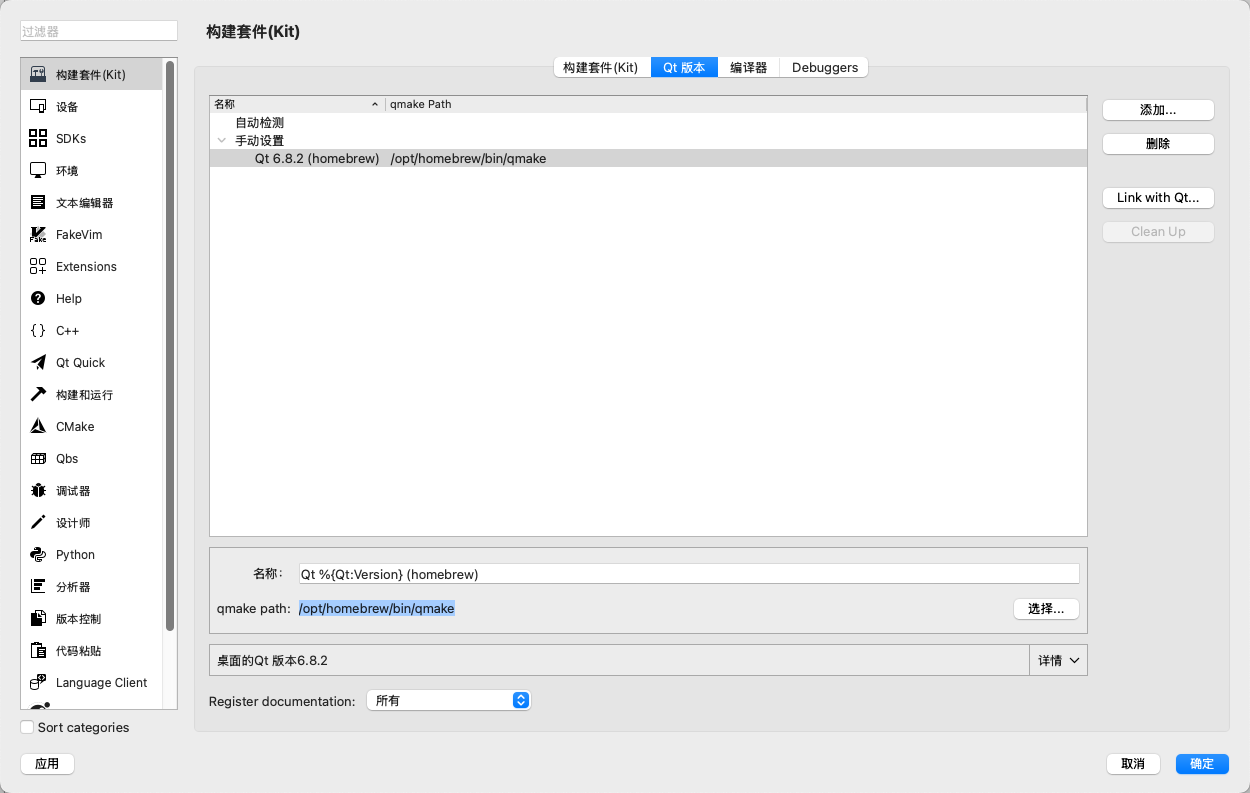 过滤器
构建套件(Kit)
设备
SDKs
环境
文本编辑器
FakeVim
Extensions
Help
C++
Qt Quick
构建和运行
CMake
Qbs
调试器
设计师
Python
分析器
版本控制
代码粘贴
Language Client
Sort categories
应用
构建套件(Kit)
构建套件(Kit) Qt 版本 编译器 Debuggers
名称 qmake Path
自动检测
手动设置
Qt 6.8.2 (homebrew) /opt/homebrew/bin/qmake
添加...
删除
Link with Qt...
Clean Up
名称: Qt %{Qt:Version} (homebrew)
qmake path: /opt/homebrew/bin/qmake 选择...
桌面的Qt 版本6.8.2 详情
Register documentation: 所有
取消 确定